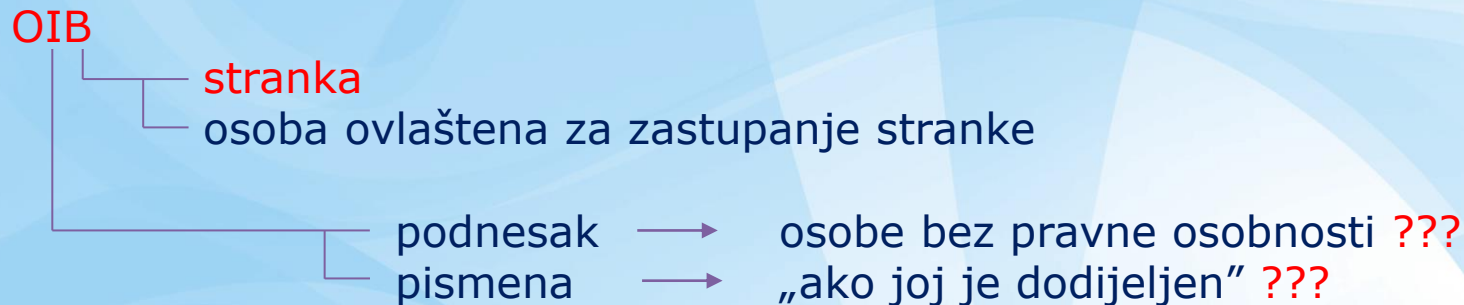 OIB
stranka
osoba ovlaštena za zastupanje stranke
podnesak osobe bez pravne osobnosti ???
pismena „ako joj je dodijeljen” ???